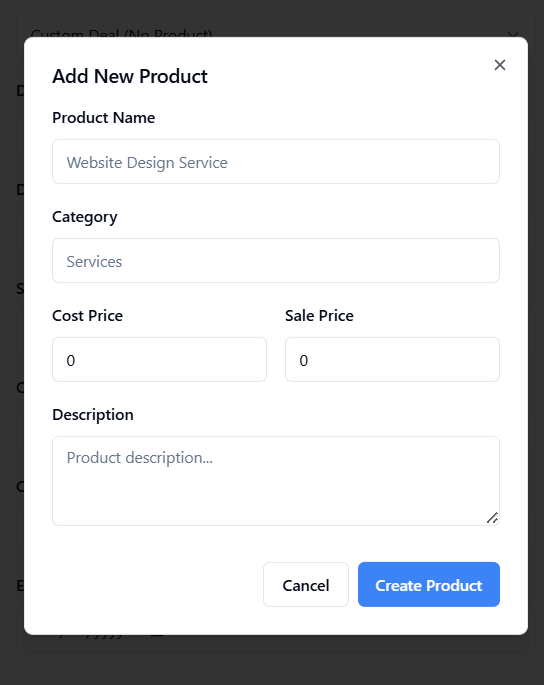 Custom Deal (No Product)
Add New Product
Product Name
Website Design Service
Category
Services
Cost Price
Sale Price
0
0
Description
Product description...
Cancel
Create Product